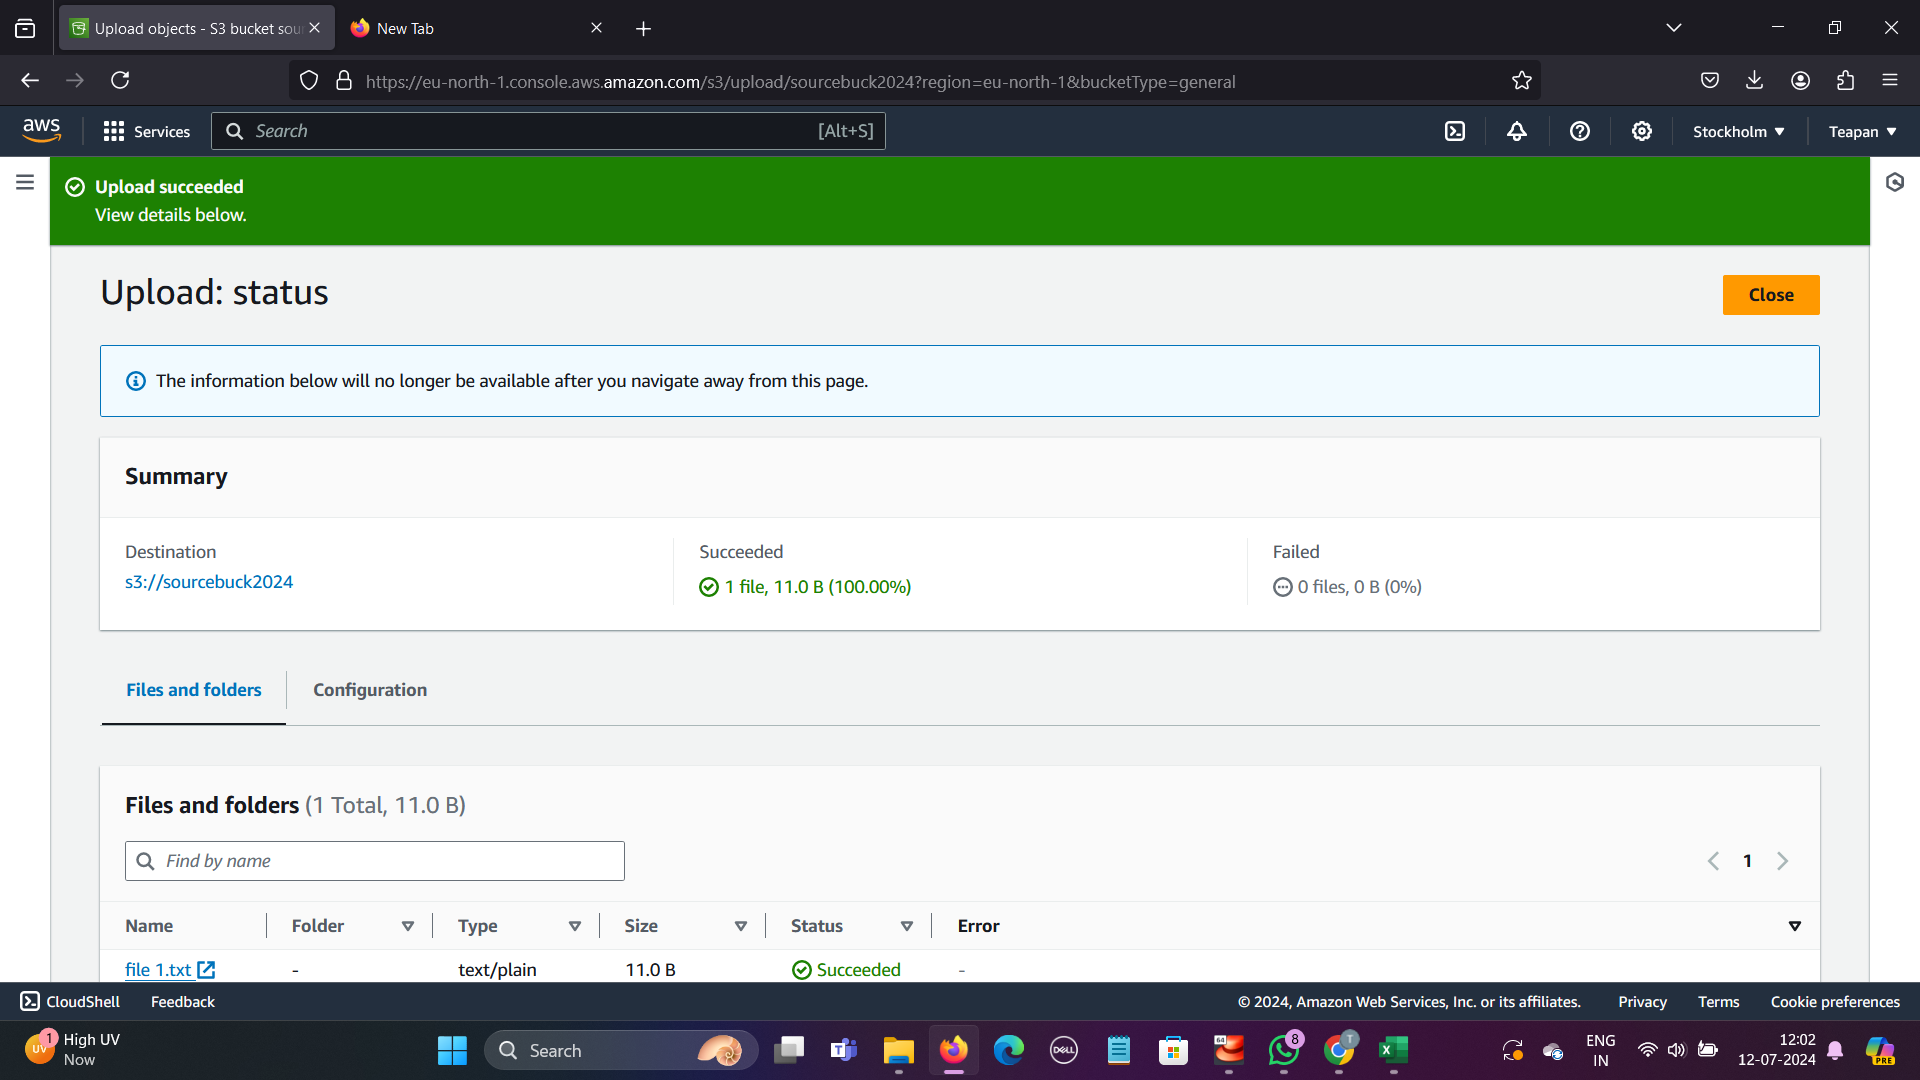 Upload objects - S3 bucket sou
New Tab
https://eu-north-1.console.aws.amazon.com/s3/upload/sourcebuck2024?region=eu-north-1&bucketType=general
aws
Services
Search
[Alt+S]
Stockholm
Teapan
Upload succeeded
View details below.
Upload: status
Close
The information below will no longer be available after you navigate away from this page.
Summary
Destination
s3://sourcebuck2024
Succeeded
1 file, 11.0 B (100.00%)
Failed
0 files, 0 B (0%)
Files and folders
Configuration
Files and folders (1 Total, 11.0 B)
Find by name
1
Name Folder Type Size Status Error
file 1.txt - text/plain 11.0 B Succeeded -
CloudShell Feedback
© 2024, Amazon Web Services, Inc. or its affiliates. Privacy Terms Cookie preferences
UV
1
High UV
Now
Search
T
DELL
64
8
T
X
ENG
IN
12:02
12-07-2024
PRE